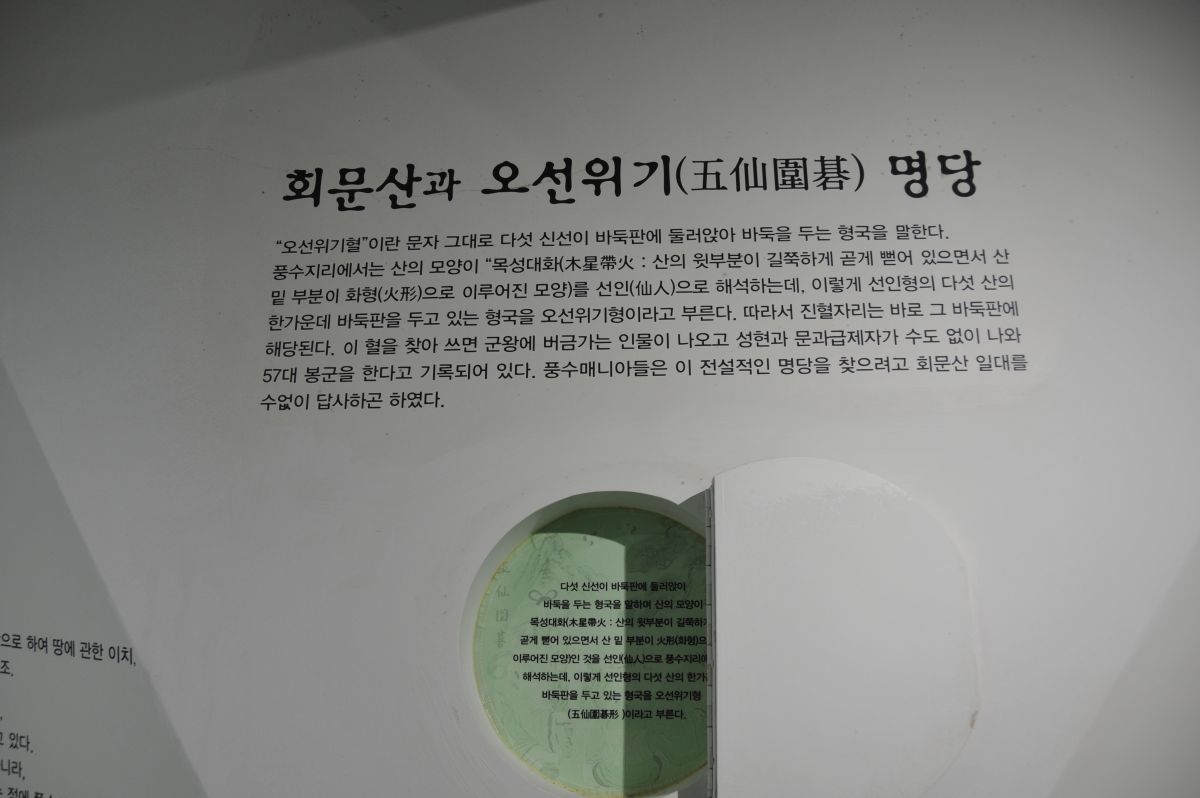 회문산과 오선위기(五仙圍碁) 명당
“오선위기혈”이란 문자 그대로 다섯 신선이 바둑판에 둘러앉아 바둑을 두는 형국을 말한다.
풍수지리에서는 산의 모양이 “목성대화(木星帶火 : 산의 윗부분이 길쭉하게 곧게 뻗어 있으면서 산
밑 부분이 화형(火形)으로 이루어진 모양)를 선인(仙人)으로 해석하는데, 이렇게 선인형의 다섯 산의
한가운데 바둑판을 두고 있는 형국을 오선위기형이라고 부른다. 따라서 진혈자리는 바로 그 바둑판에
해당된다. 이 혈을 찾아 쓰면 군왕에 버금가는 인물이 나오고 성현과 문과급제자가 수도 없이 나와
57대 봉군을 한다고 기록되어 있다. 풍수매니아들은 이 전설적인 명당을 찾으려고 회문산 일대를
수없이 답사하곤 하였다.
다섯 신선이 바둑판에 둘러앉아
바둑을 두는 형국을 말하며 산의 모양이
목성대화(木星帶火 : 산의 윗부분이 길쭉하게
곧게 뻗어 있으면서 산 밑 부분이 火形(화형)으
이루어진 모양)인 것을 선인(仙人)으로 풍수지리에
해석하는데, 이렇게 선인형의 다섯 산의 한가
바둑판을 두고 있는 형국을 오선위기형
(五仙圍碁形 )이라고 부른다.
으로 하여 땅에 관한 이치,
조,
고 있다.
니라,